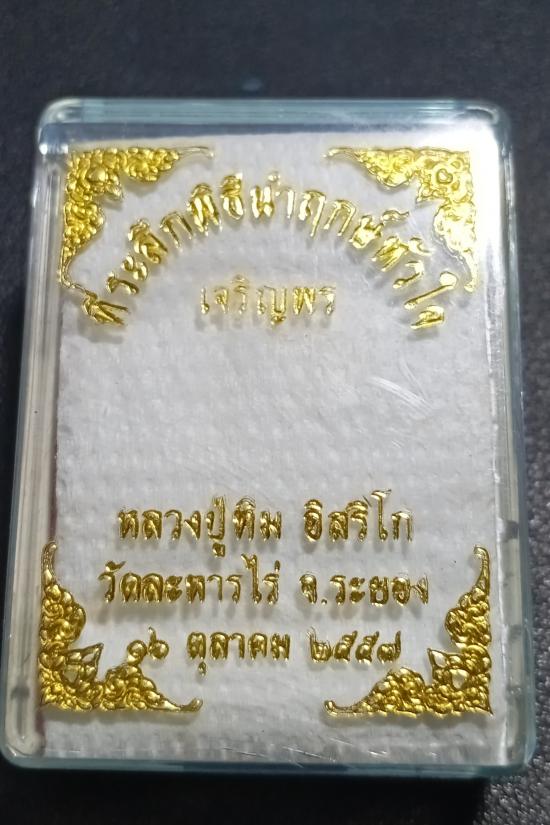 ที่ระลึกพิธีนำฤกษ์หัวใจ
เจริญพร
หลวงปู่ทิม อิสริโก
วัดละหารไร่ จ.ระยอง
๑๖ ตุลาคม ๒๕๕๗